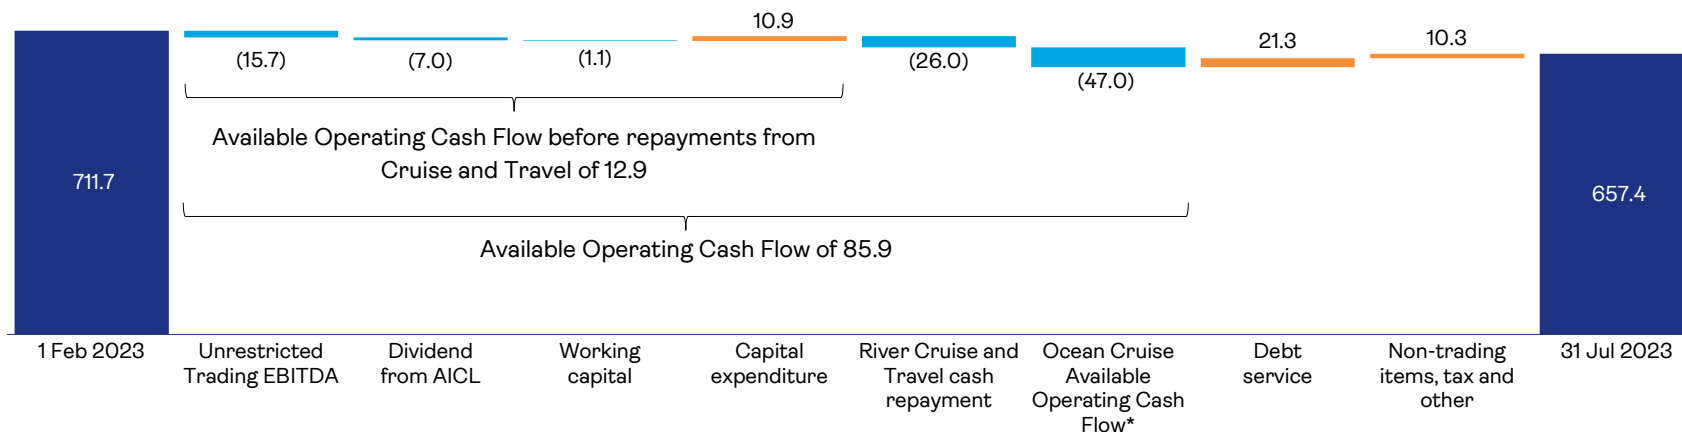 10.9
(15.7)
(7.0)
(1.1)
(26.0)
(47.0)
21.3
10.3
Available Operating Cash Flow before repayments from
Cruise and Travel of 12.9
711.7
657.4
Available Operating Cash Flow of 85.9
1 Feb 2023
Unrestricted
Trading EBITDA
Dividend
from AICL
Working
capital
Capital
expenditure
River Cruise and
Travel cash
repayment
Ocean Cruise
Available
Operating Cash
Flow*
Debt
service
Non-trading
items, tax and
other
31 Jul 2023